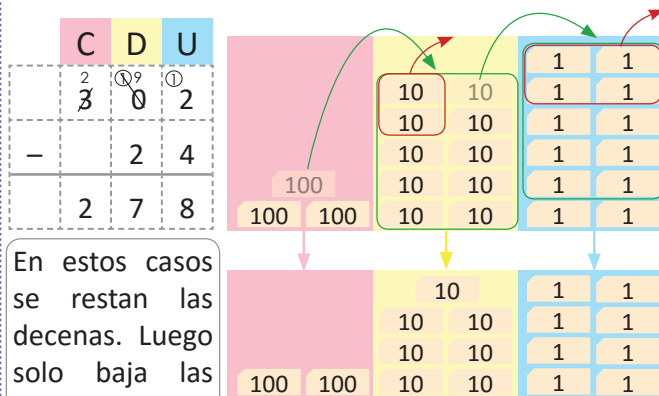 C D U
2 ①9 ①
3 0 2
– 2 4
2 7 8
En estos casos
se restan las
decenas. Luego
solo baja las
1 1
10 10 1 1
10 10 1 1
10 10 1 1
100 10 10 1 1
100 100 10 10 1 1
10 1 1
10 10 1 1
10 10 1 1
100 100 10 10 1 1